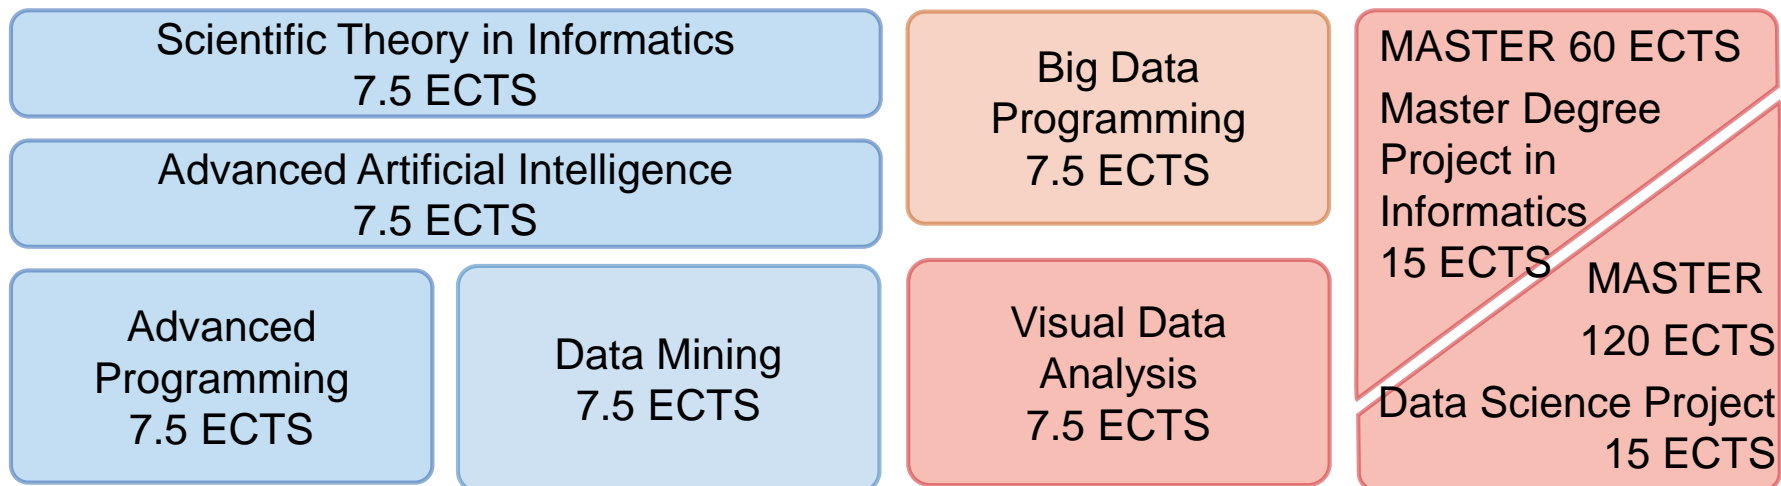 Scientific Theory in Informatics
7.5 ECTS
Advanced Artificial Intelligence
7.5 ECTS
Advanced
Programming
7.5 ECTS
Data Mining
7.5 ECTS
Big Data
Programming
7.5 ECTS
Visual Data
Analysis
7.5 ECTS
MASTER 60 ECTS
Master Degree
Project in
Informatics
15 ECTS
MASTER
120 ECTS
Data Science Project
15 ECTS